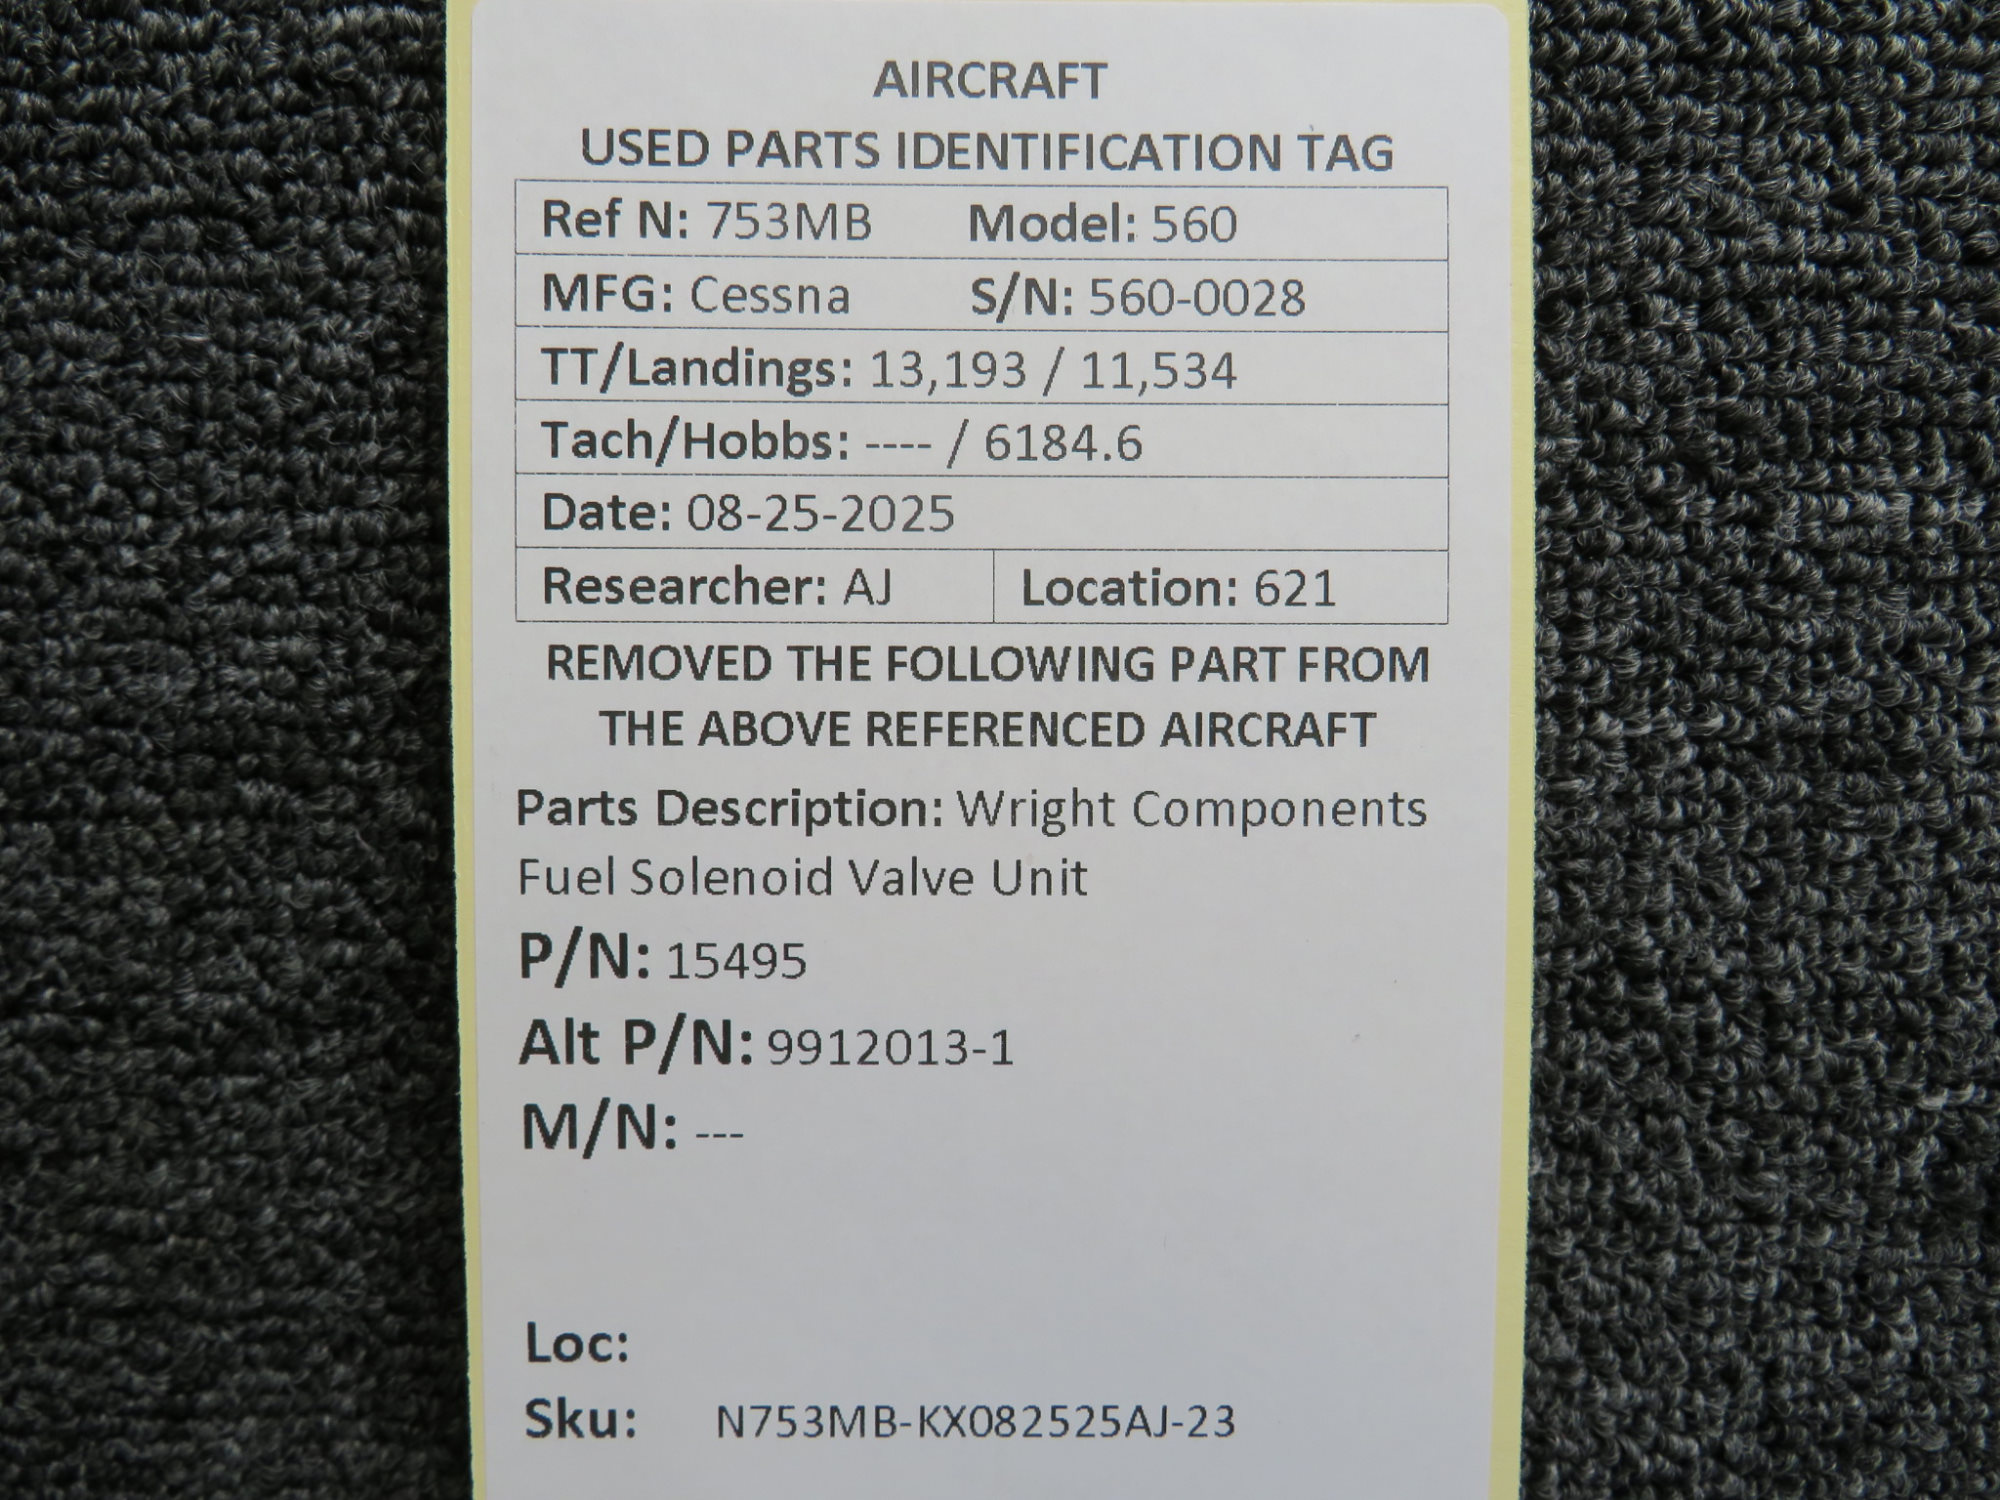 AIRCRAFT
USED PARTS IDENTIFICATION TAG
Ref N: 753MB Model: 560
MFG: Cessna S/N: 560-0028
TT/Landings: 13,193 / 11,534
Tach/Hobbs: ---- / 6184.6
Date: 08-25-2025
Researcher: AJ Location: 621
REMOVED THE FOLLOWING PART FROM
THE ABOVE REFERENCED AIRCRAFT
Parts Description: Wright Components
Fuel Solenoid Valve Unit
P/N: 15495
Alt P/N: 9912013-1
M/N: ---
Loc:
Sku: N753MB-KX082525AJ-23